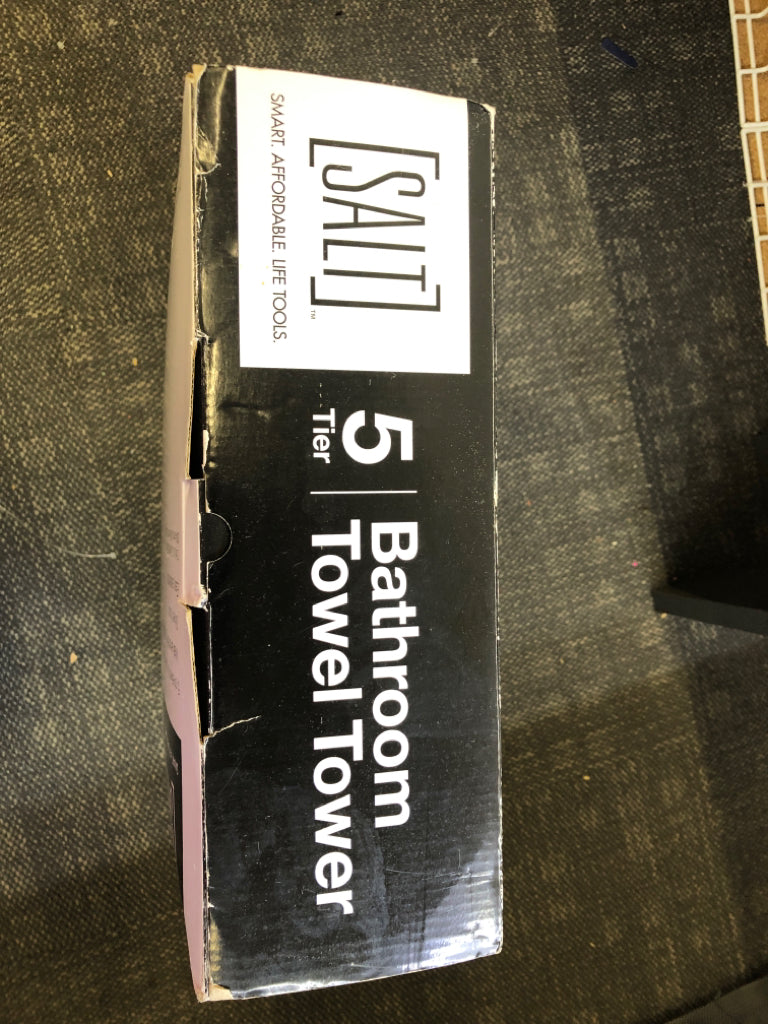 [SALT]™
SMART. AFFORDABLE. LIFE TOOLS.
5
Tier
Bathroom
Towel Tower